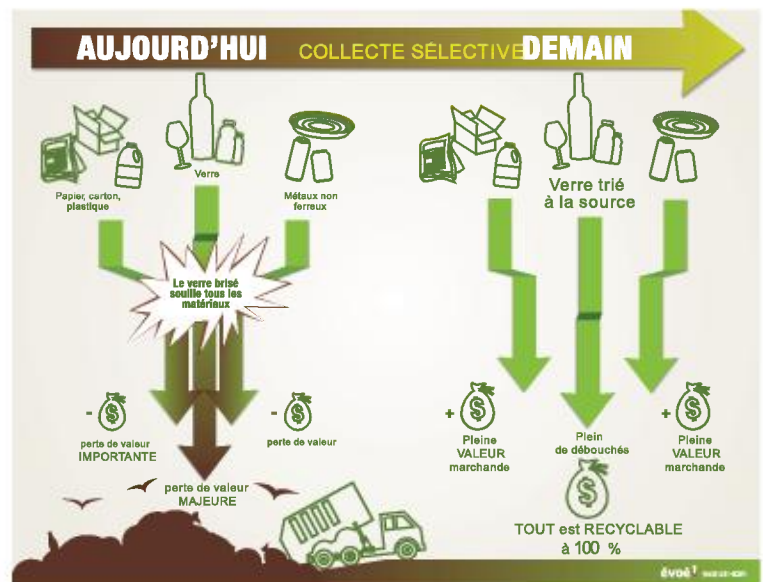 AUJOURD'HUI COLLECTE SÉLECTIVE DEMAIN
Verre
Papier, carton,
plastique
Métaux non
ferreux
Le verre brisé
souille tous les
matériaux
- $
perte de valeur
IMPORTANTE
- $
perte de valeur
perte de valeur
MAJEURE
Verre trié
à la source
+ $
Pleine
VALEUR
marchande
Plein
de débouchés
$
+ $
Pleine
VALEUR
marchande
TOUT est RECYCLABLE
à 100 %
évoé